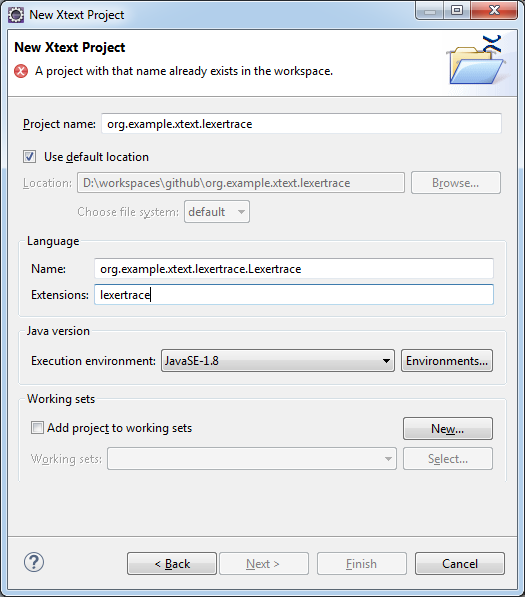 New Xtext Project
New Xtext Project
A project with that name already exists in the workspace.
Project name: org.example.xtext.lexertrace
Use default location
Location: D:\workspaces\github\org.example.xtext.lexertrace Browse...
Choose file system: default
Language
Name: org.example.xtext.lexertrace.Lexertrace
Extensions: lexertrace
Java version
Execution environment: JavaSE-1.8 Environments...
Working sets
Add project to working sets New...
Working sets: Select...
? < Back Next > Finish Cancel